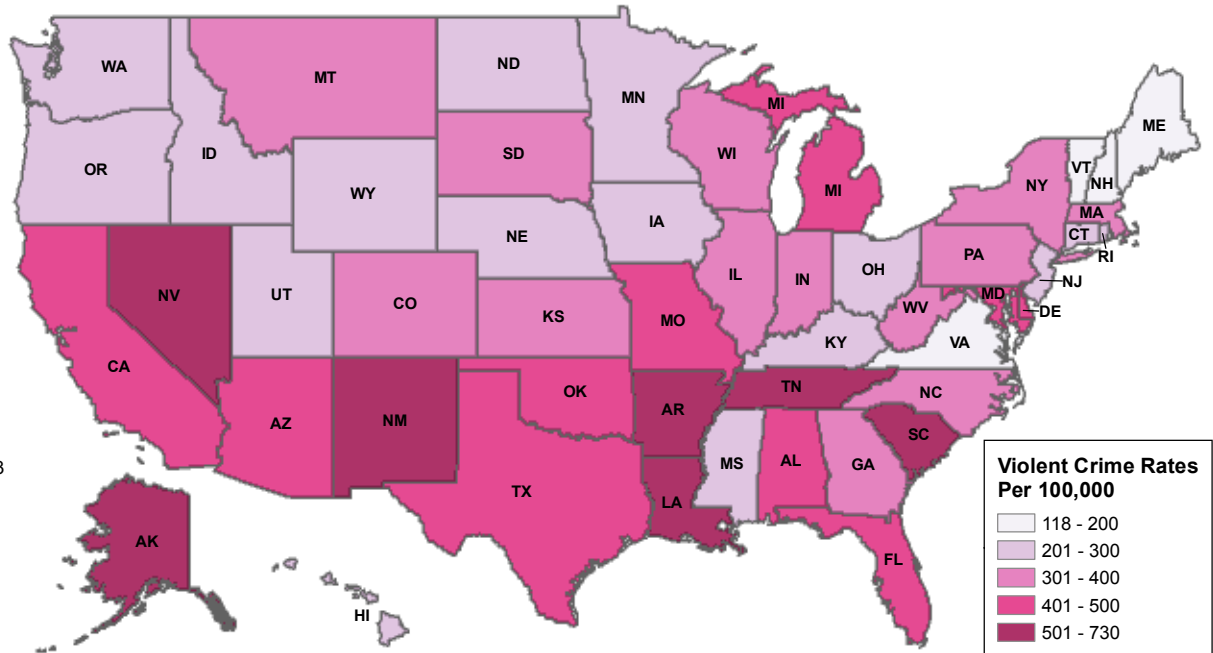 WA
MT
ND
MN
MI
ME
OR
ID
SD
WI
VT
NH
WY
NY
MI
MA
NE
IA
CT
RI
NV
UT
CO
KS
IL
IN
OH
PA
NJ
MD
DE
WV
CA
MO
KY
VA
AZ
NM
OK
AR
TN
NC
SC
MS
AL
GA
3
TX
LA
AK
FL
HI
Violent Crime Rates
Per 100,000
118 - 200
201 - 300
301 - 400
401 - 500
501 - 730